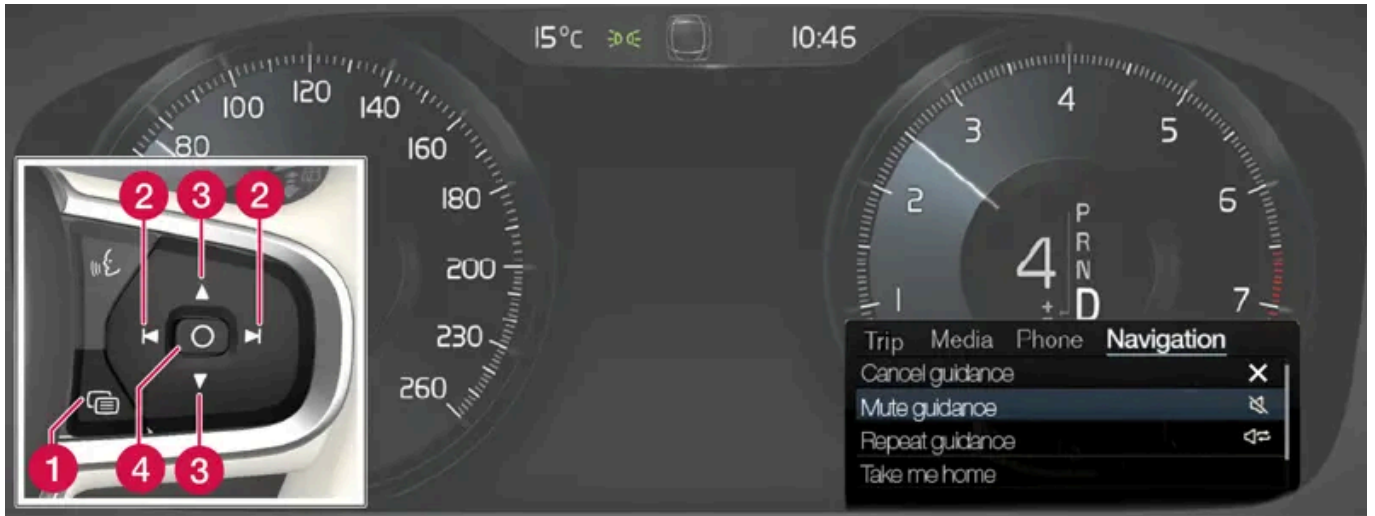 15°C
10:46
80
100
120
140
160
180
200
230
260
1
2
3
4
5
6
7
4
P
R
N
D
+
-
2
3
2
1
4
3
Trip Media Phone Navigation
Cancel guidance
Mute guidance
Repeat guidance
Take me home